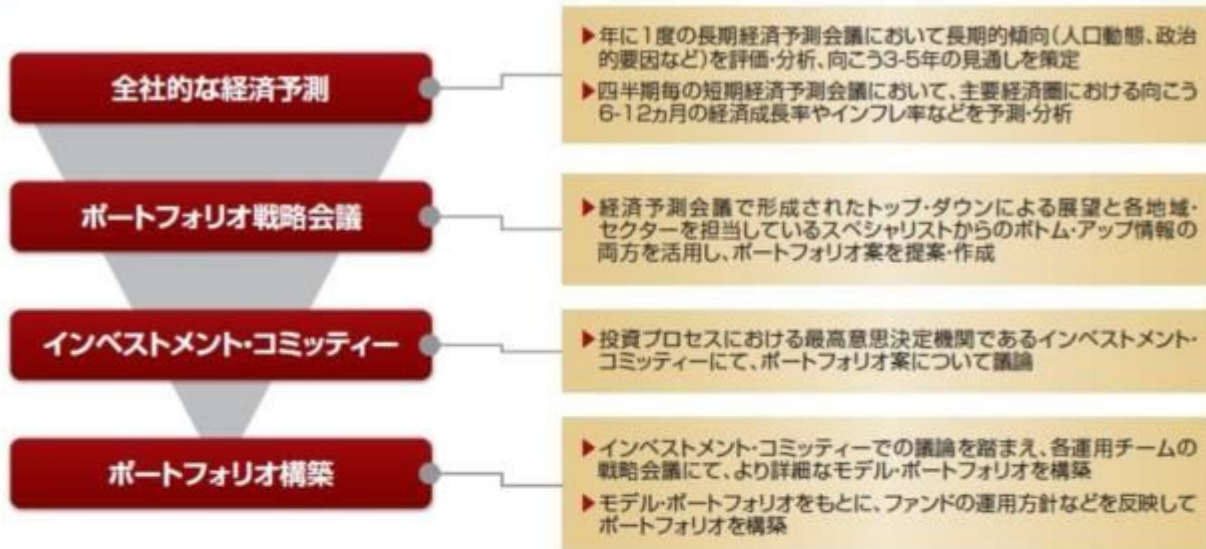 全社的な経済予測
▶年に1度の長期経済予測会議において長期的傾向(人口動態、政治
的要因など)を評価・分析、向こう3-5年の見通しを策定
▶四半期毎の短期経済予測会議において、主要経済圏における向こう
6-12ヵ月の経済成長率やインフレ率などを予測・分析
ポートフォリオ戦略会議
▶経済予測会議で形成されたトップ・ダウンによる展望と各地域・
セクターを担当しているスペシャリストからのボトム・アップ情報の
両方を活用し、ポートフォリオ案を提案・作成
インベストメント・コミッティー
▶投資プロセスにおける最高意思決定機関であるインベストメント・
コミッティーにて、ポートフォリオ案について議論
ポートフォリオ構築
▶インベストメント・コミッティーでの議論を踏まえ、各運用チームの
戦略会議にて、より詳細なモデル・ポートフォリオを構築
▶モデル・ポートフォリオをもとに、ファンドの運用方針などを反映して
ポートフォリオを構築